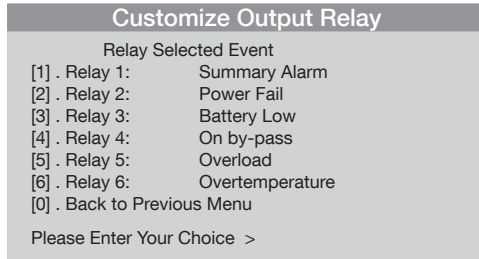 Customize Output Relay
Relay Selected Event
[1] . Relay 1: Summary Alarm
[2] . Relay 2: Power Fail
[3] . Relay 3: Battery Low
[4] . Relay 4: On by-pass
[5] . Relay 5: Overload
[6] . Relay 6: Overtemperature
[0] . Back to Previous Menu
Please Enter Your Choice >